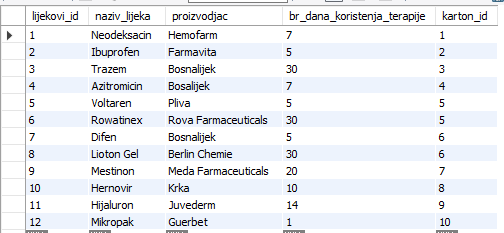 lijekovi_id naziv_lijeka proizvodjac br_dana_koristenja_terapije karton_id
1 Neodeksacin Hemofarm 7 1
2 Ibuprofen Farmavita 5 2
3 Trazem Bosnalijek 30 3
4 Azitromicin Bosalijek 7 4
5 Voltaren Pliva 5 5
6 Rowatinex Rova Farmaceuticals 30 5
7 Difen Bosnalijek 5 6
8 Lioton Gel Berlin Chemie 30 6
9 Mestinon Meda Farmaceuticals 20 7
10 Hernovir Krka 10 8
11 Hijaluron Juvederm 14 9
12 Mikropak Guerbet 1 10